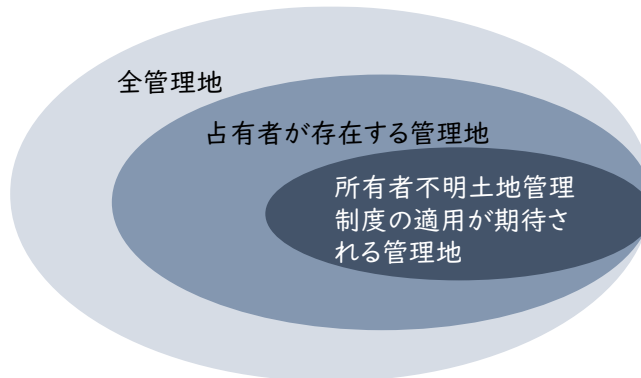 全管理地
占有者が存在する管理地
所有者不明土地管理
制度の適用が期待さ
れる管理地